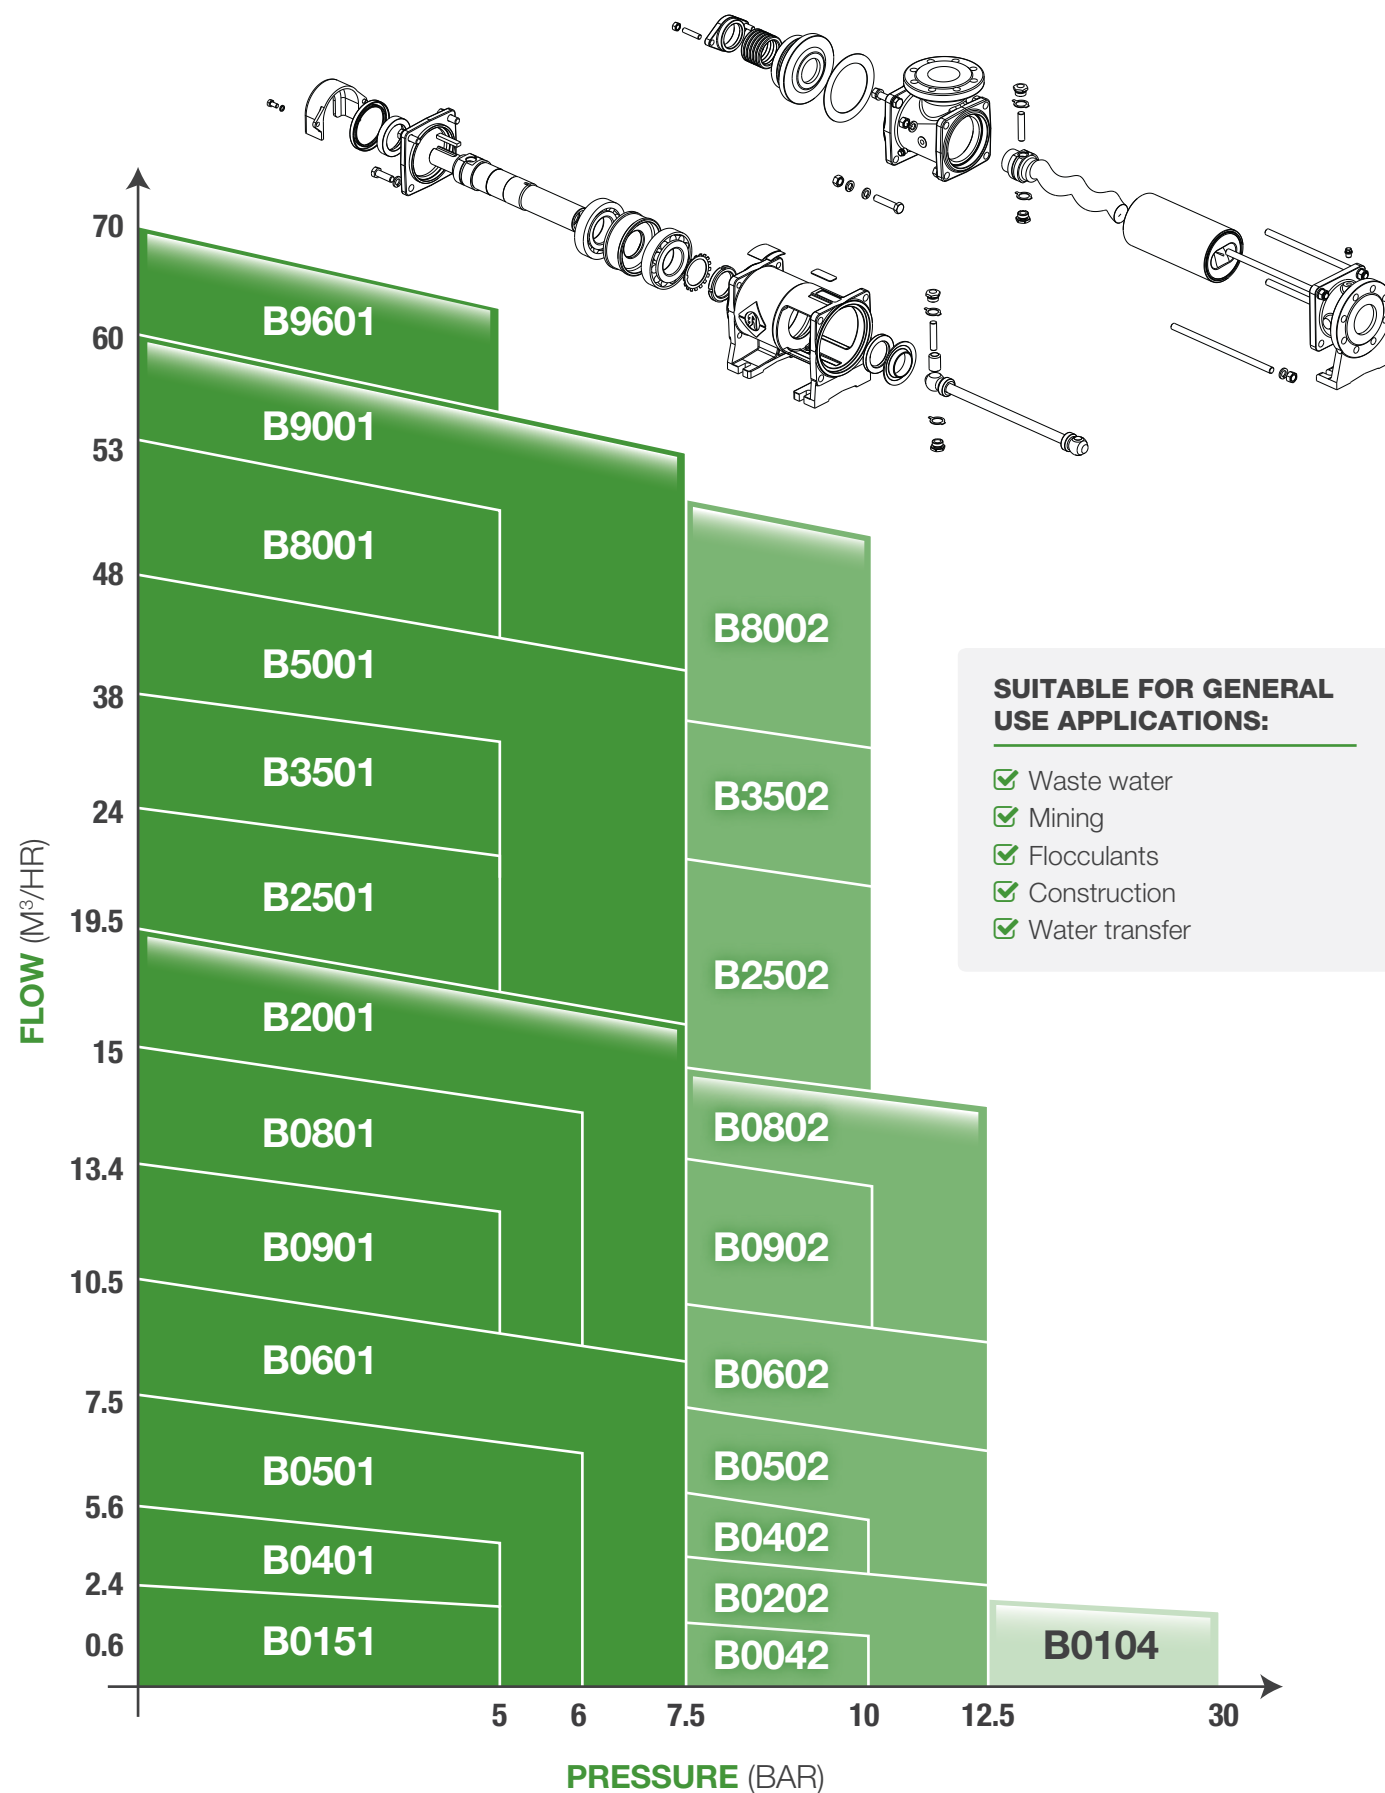 70
60
53
48
38
24
19.5
15
13.4
10.5
7.5
5.6
2.4
0.6
FLOW (M³/HR)
B9601
B9001
B8001
B5001
B3501
B2501
B2001
B0801
B0901
B0601
B0501
B0401
B0151
B8002
B3502
B2502
B0802
B0902
B0602
B0502
B0402
B0202
B0042
B0104
SUITABLE FOR GENERAL
USE APPLICATIONS:
Waste water
Mining
Flocculants
Construction
Water transfer
5 6 7.5 10 12.5 30
PRESSURE (BAR)